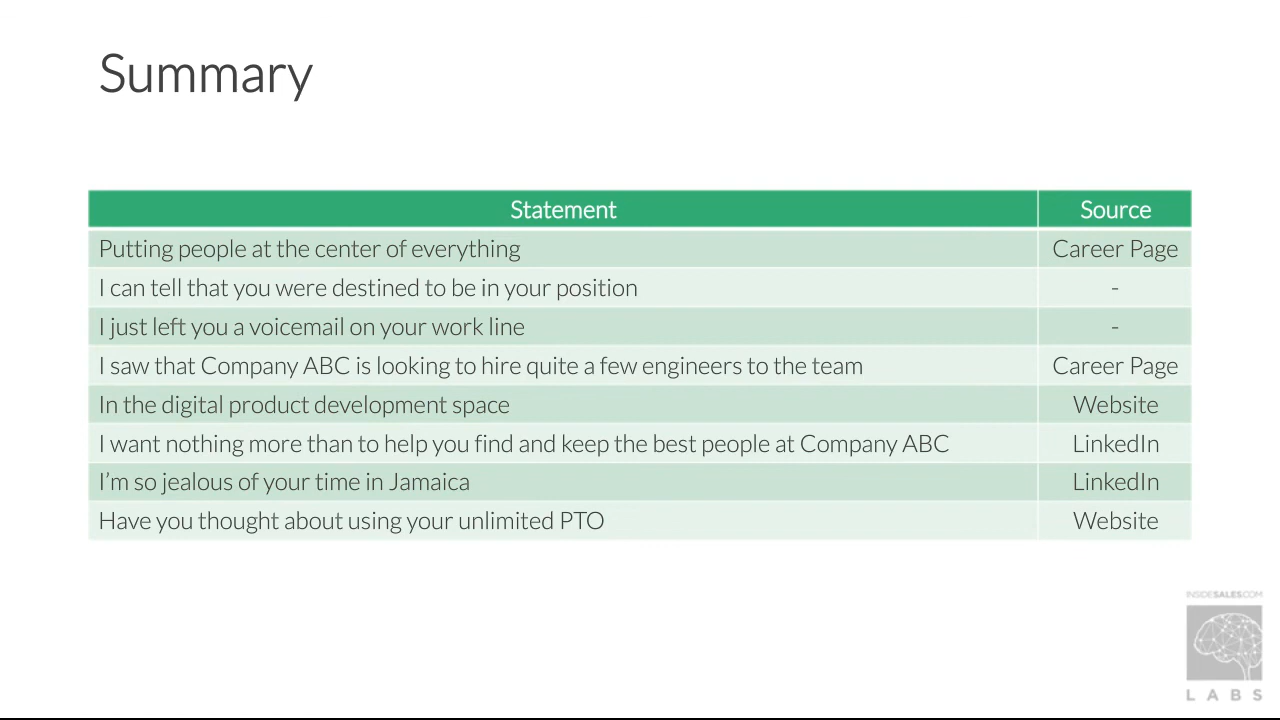 Summary
Statement Source
Putting people at the center of everything Career Page
I can tell that you were destined to be in your position -
I just left you a voicemail on your work line -
I saw that Company ABC is looking to hire quite a few engineers to the team Career Page
In the digital product development space Website
I want nothing more than to help you find and keep the best people at Company ABC LinkedIn
I'm so jealous of your time in Jamaica LinkedIn
Have you thought about using your unlimited PTO Website
INSIDESALES.COM
LABS